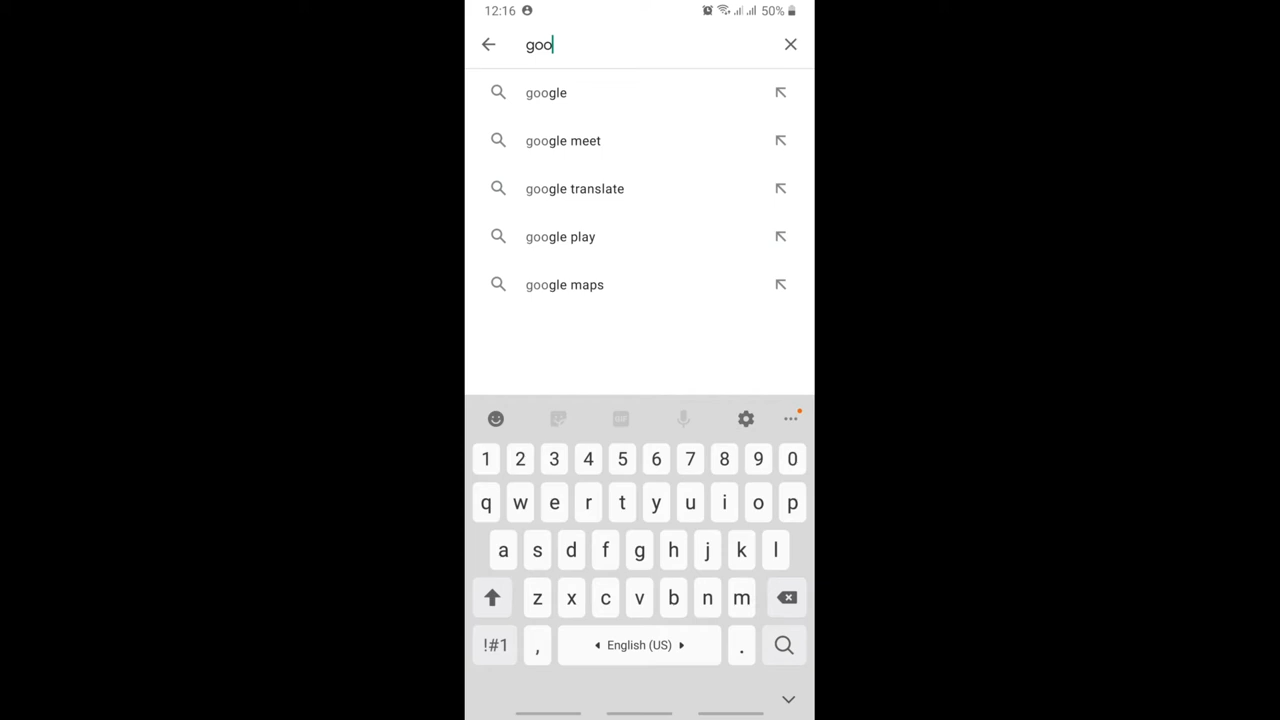 12:16 50%
goo
google
google meet
google translate
google play
google maps
GIF
1 2 3 4 5 6 7 8 9 0
q w e r t y u i o p
a s d f g h j k l
z x c v b n m
!#1 , English (US) .